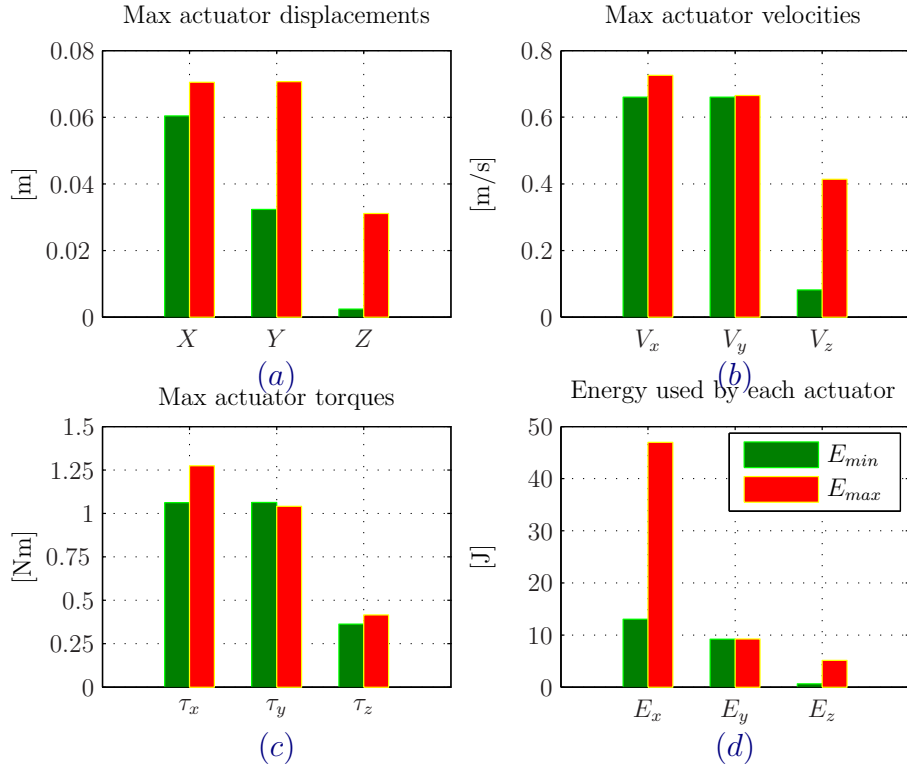 Max actuator displacements
0.08
0.06
0.04
0.02
0
[m]
X Y Z
(a)
Max actuator velocities
0.8
0.6
0.4
0.2
0
[m/s]
V_x V_y V_z
(b)
Max actuator torques
1.5
1.25
1
0.75
0.5
0.25
0
[Nm]
τ_x τ_y τ_z
(c)
Energy used by each actuator
50
40
30
20
10
0
[J]
E_min
E_max
E_x E_y E_z
(d)